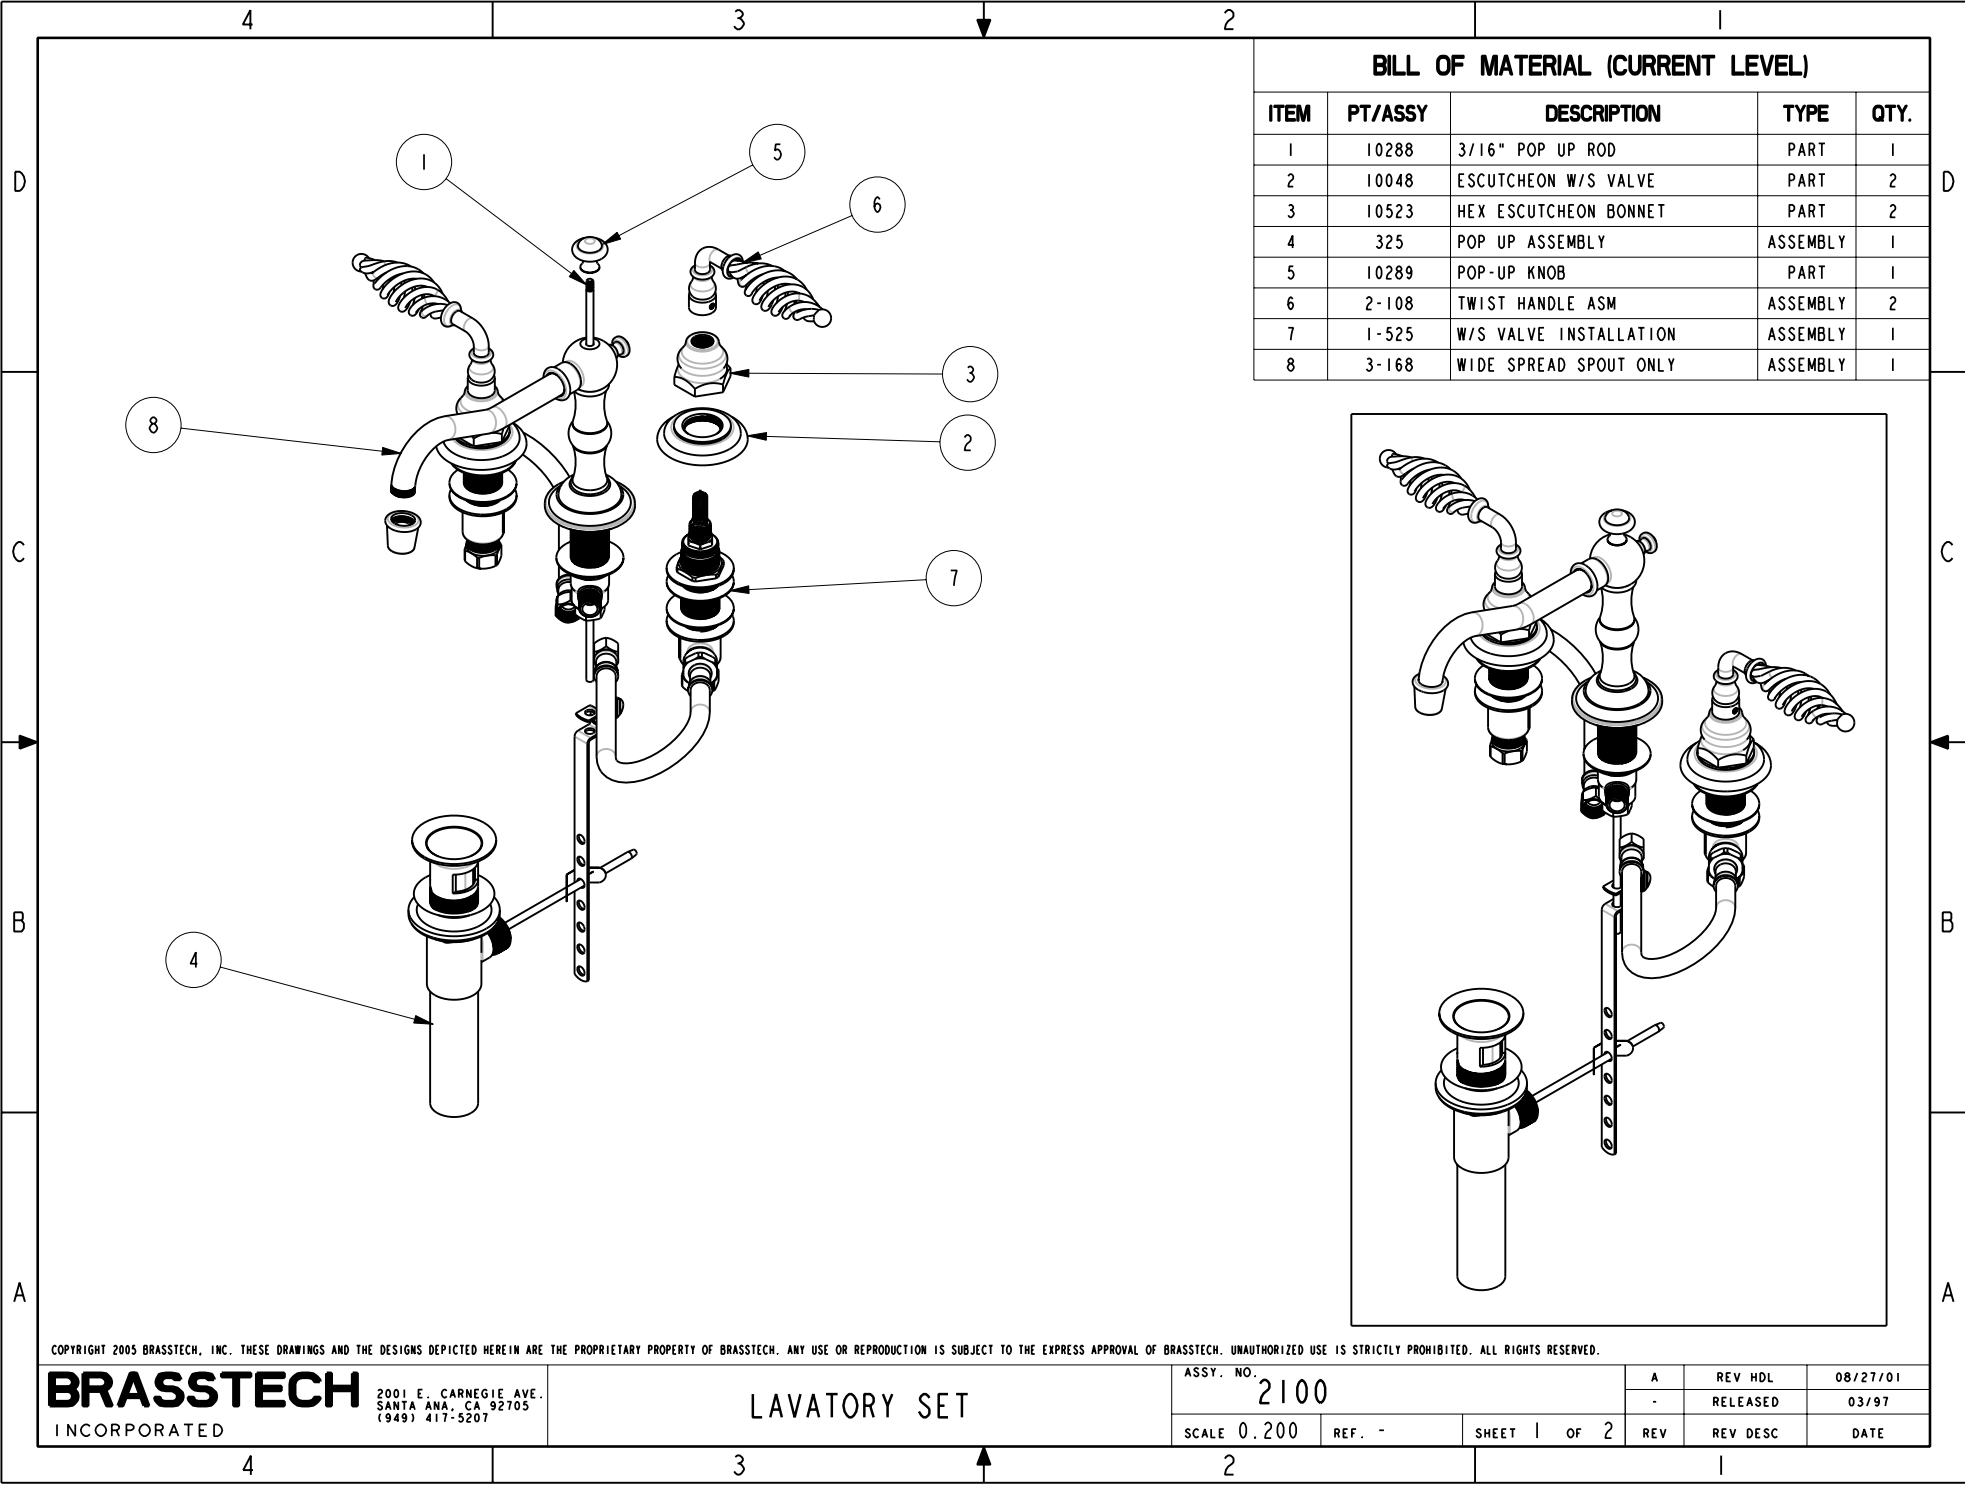 4 3 2 1
BILL OF MATERIAL (CURRENT LEVEL)
ITEM PT/ASSY DESCRIPTION TYPE QTY.
1 10288 3/16" POP UP ROD PART 1
2 10048 ESCUTCHEON W/S VALVE PART 2
3 10523 HEX ESCUTCHEON BONNET PART 2
4 325 POP UP ASSEMBLY ASSEMBLY 1
5 10289 POP-UP KNOB PART 1
6 2-108 TWIST HANDLE ASM ASSEMBLY 2
7 1-525 W/S VALVE INSTALLATION ASSEMBLY 1
8 3-168 WIDE SPREAD SPOUT ONLY ASSEMBLY 1
1
5
6
D D
3
8
2
C C
7
B B
4
A A
COPYRIGHT 2005 BRASSTECH, INC. THESE DRAWINGS AND THE DESIGNS DEPICTED HEREIN ARE THE PROPRIETARY PROPERTY OF BRASSTECH. ANY USE OR REPRODUCTION IS SUBJECT TO THE EXPRESS APPROVAL OF BRASSTECH. UNAUTHORIZED USE IS STRICTLY PROHIBITED. ALL RIGHTS RESERVED.
BRASSTECH
INCORPORATED
2001 E. CARNEGIE AVE.
SANTA ANA, CA 92705
(949) 417-5207
LAVATORY SET
ASSY. NO. 2100
SCALE 0.200 REF. - SHEET 1 OF 2
A REV HDL 08/27/01
- RELEASED 03/97
REV REV DESC DATE
4 3 2 1